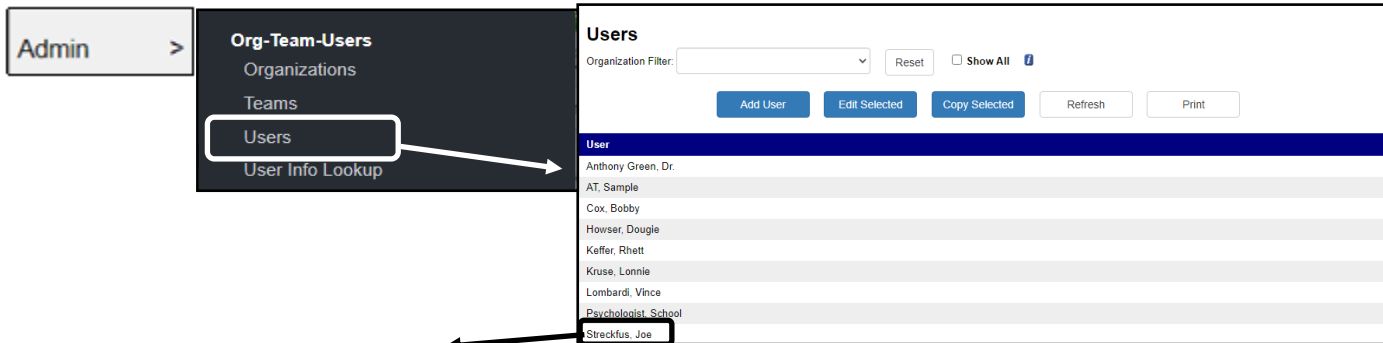 Admin >
Org-Team-Users
Organizations
Teams
Users
User Info Lookup
Users
Organization Filter:
Reset
Show All i
Add User
Edit Selected
Copy Selected
Refresh
Print
User
Anthony Green, Dr.
AT, Sample
Cox, Bobby
Howser, Dougie
Keffer, Rhett
Kruse, Lonnie
Lombardi, Vince
Psychologist, School
Streckfus, Joe